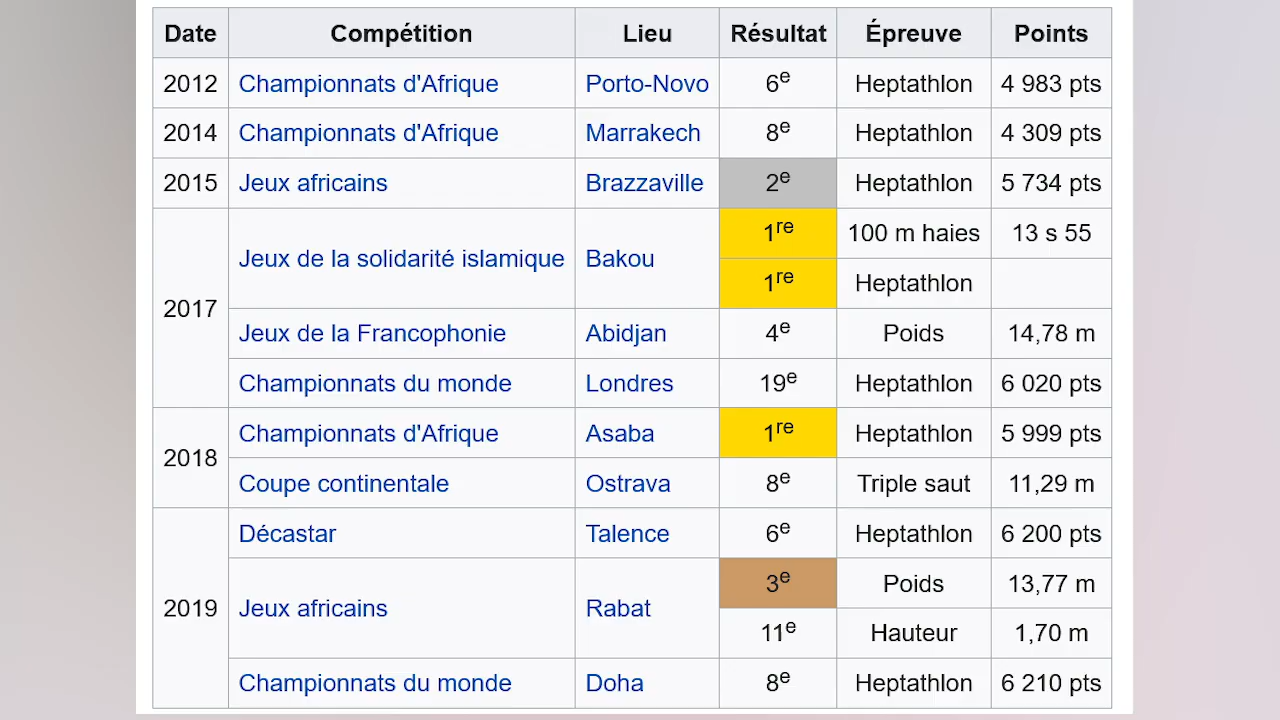 Date Compétition Lieu Résultat Épreuve Points
2012 Championnats d'Afrique Porto-Novo 6e Heptathlon 4 983 pts
2014 Championnats d'Afrique Marrakech 8e Heptathlon 4 309 pts
2015 Jeux africains Brazzaville 2e Heptathlon 5 734 pts
2017 Jeux de la solidarité islamique Bakou 1re 100 m haies 13 s 55
1re Heptathlon
Jeux de la Francophonie Abidjan 4e Poids 14,78 m
Championnats du monde Londres 19e Heptathlon 6 020 pts
2018 Championnats d'Afrique Asaba 1re Heptathlon 5 999 pts
Coupe continentale Ostrava 8e Triple saut 11,29 m
2019 Décastar Talence 6e Heptathlon 6 200 pts
Jeux africains Rabat 3e Poids 13,77 m
11e Hauteur 1,70 m
Championnats du monde Doha 8e Heptathlon 6 210 pts